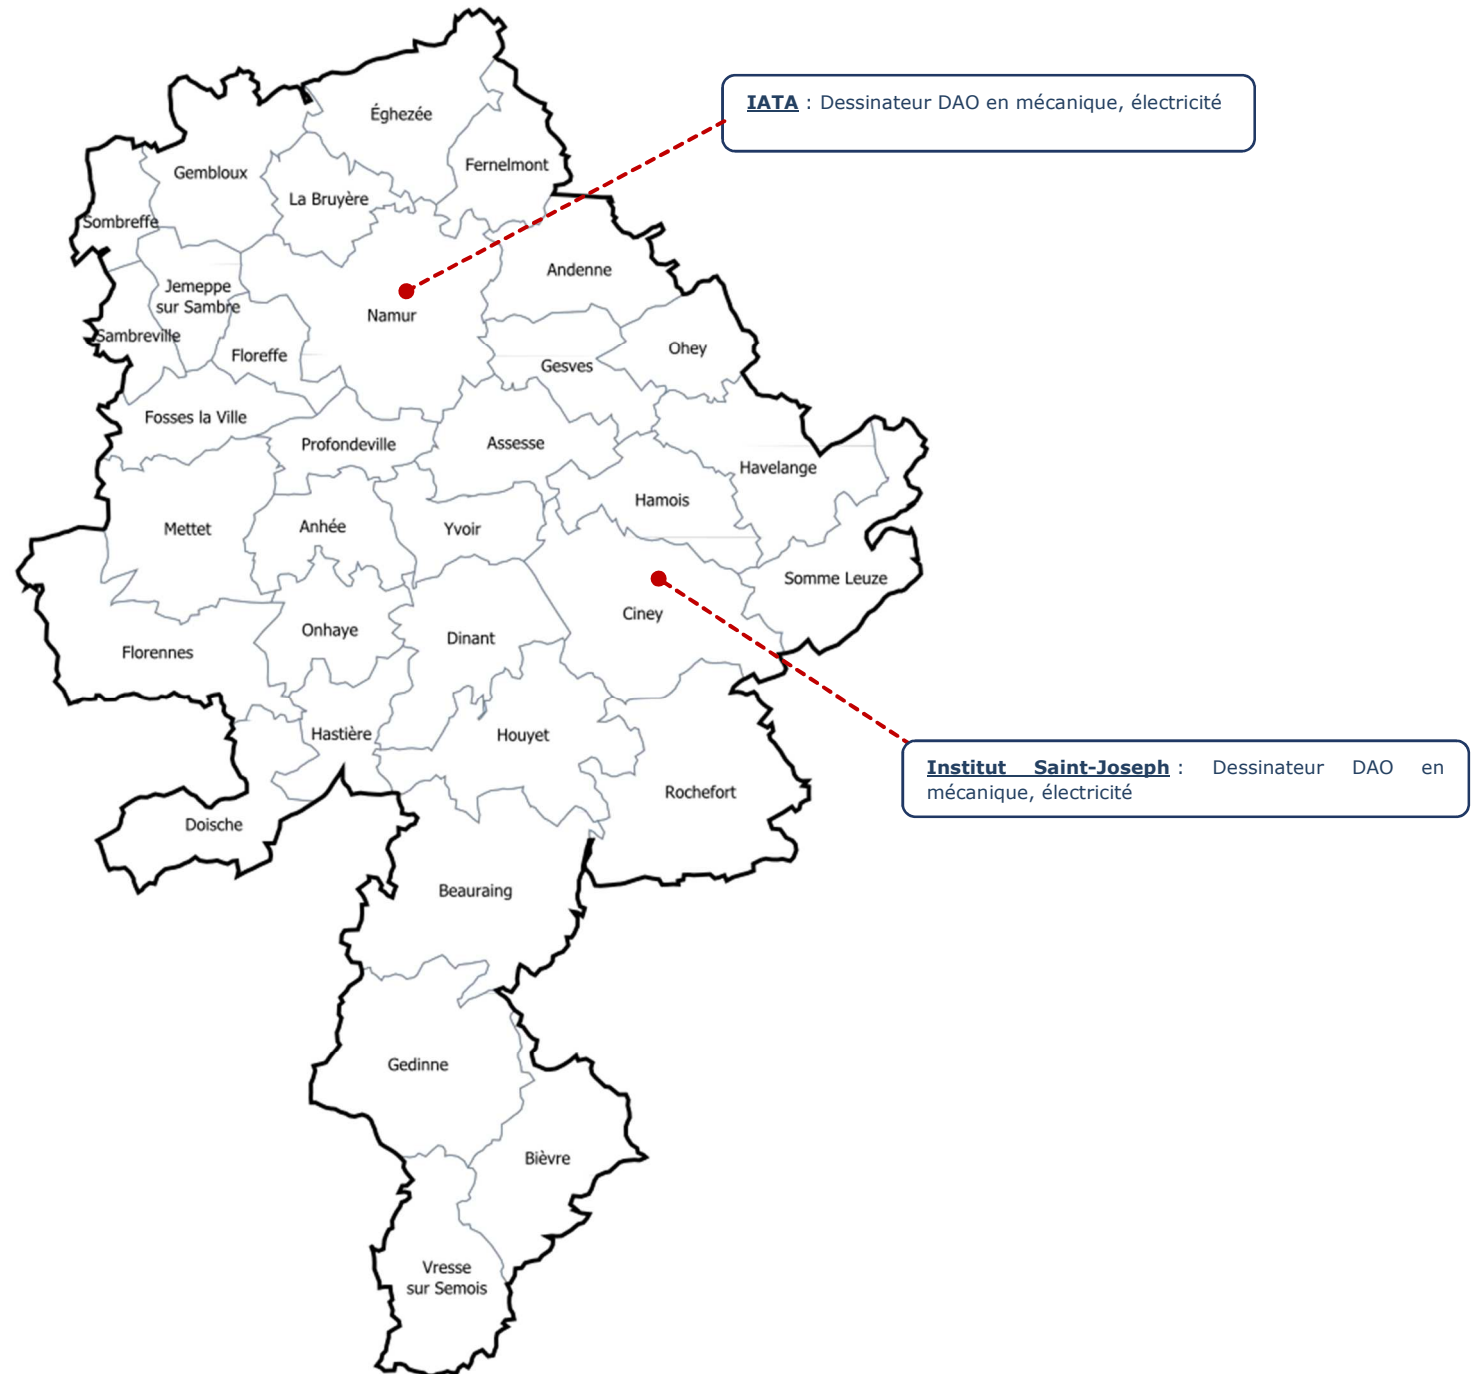 IATA : Dessinateur DAO en mécanique, électricité
Éghezée
Fernelmont
Gembloux
La Bruyère
Sombreffe
Andenne
Jemeppe
sur Sambre
Namur
Sambreville
Floreffe
Gesves
Ohey
Fosses la Ville
Profondeville
Assesse
Havelange
Hamois
Mettet
Anhée
Yvoir
Somme Leuze
Ciney
Onhaye
Dinant
Florennes
Hastière
Houyet
Institut Saint-Joseph : Dessinateur DAO en
mécanique, électricité
Rochefort
Doische
Beauraing
Gedinne
Bièvre
Vresse
sur Semois